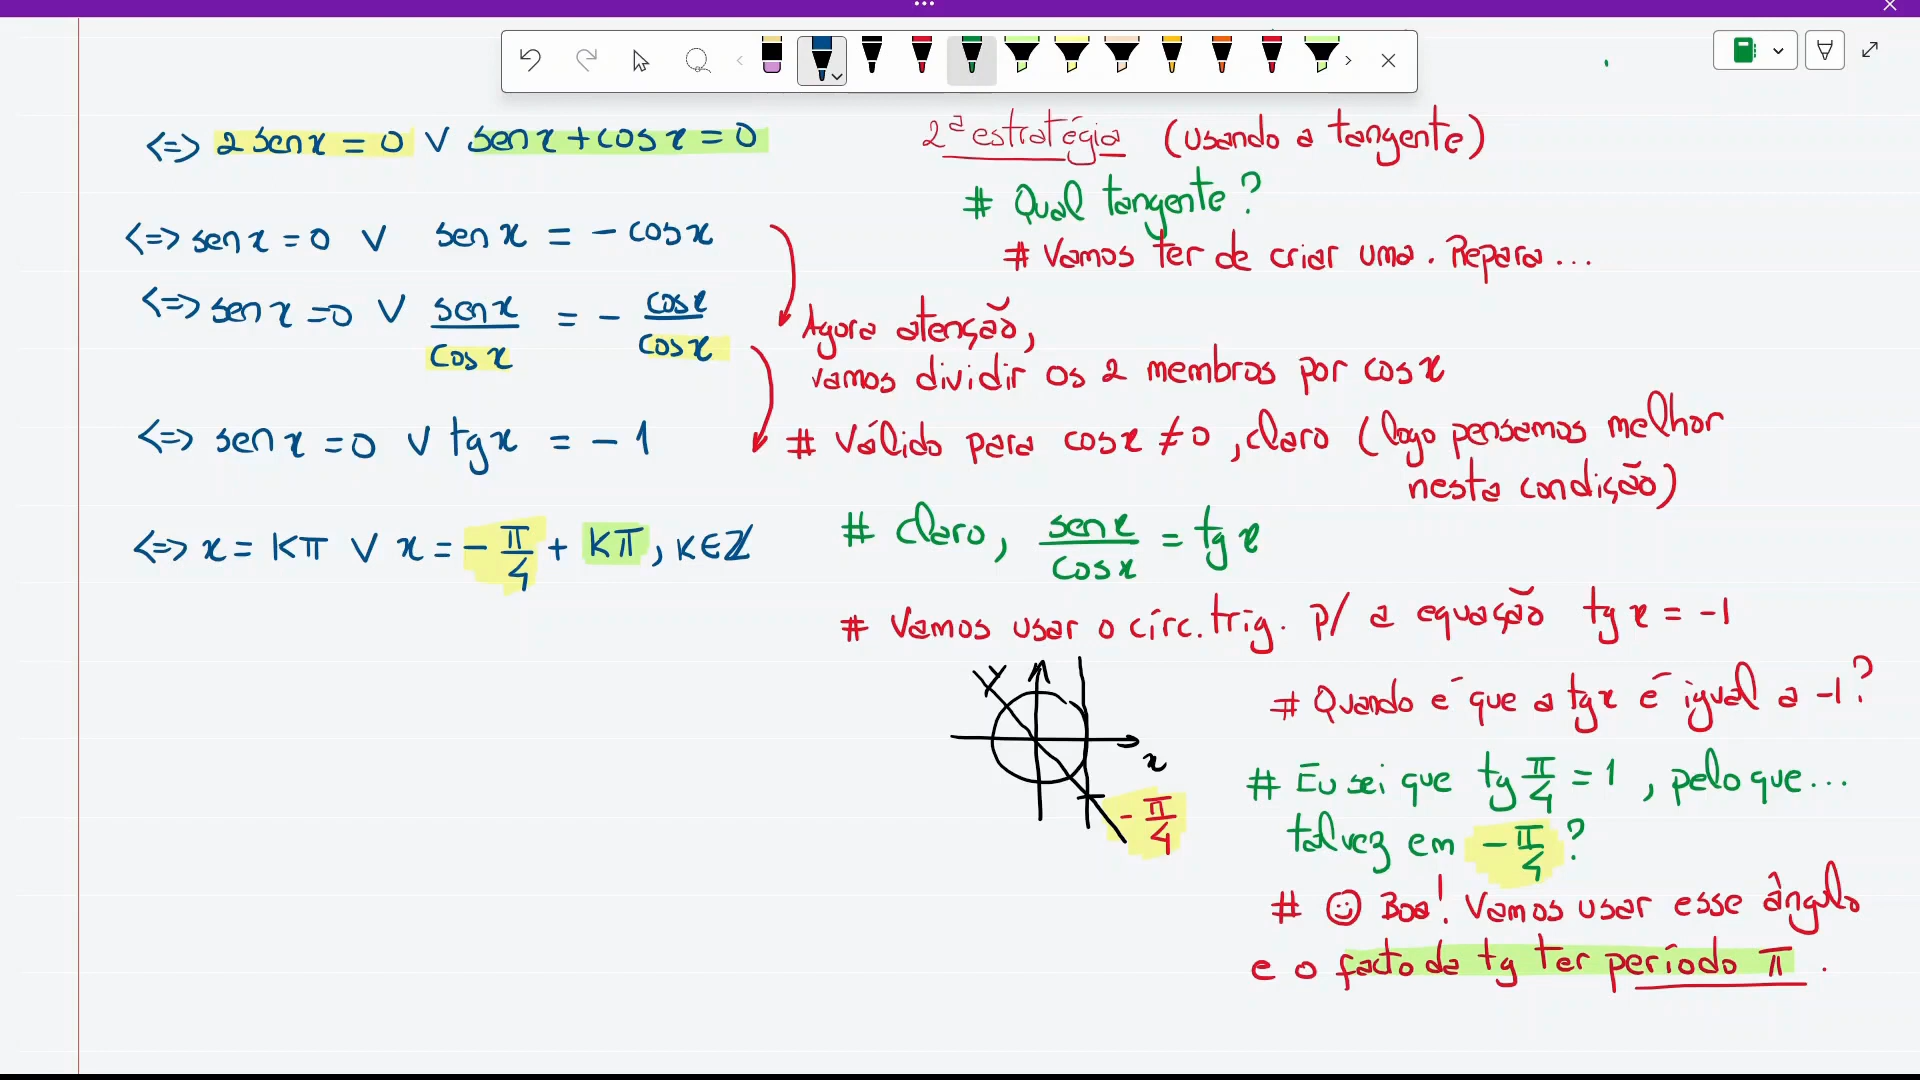 <=> 2 sen x = 0 ∨ sen x + cos x = 0
<=> sen x = 0 ∨ sen x = - cos x
<=> sen x = 0 ∨ sen x / cos x = - cos x / cos x
<=> sen x = 0 ∨ tg x = - 1
<=> x = Kπ ∨ x = - π/4 + Kπ, K ∈ ℤ
2ª estratégia (usando a tangente)
# Qual tangente?
# Vamos ter de criar uma. Repara ...
Agora atenção,
vamos dividir os 2 membros por cos x
# Válido para cos x ≠ 0, claro (logo pensamos melhor
nesta condição)
# claro, sen x / cos x = tg x
# Vamos usar o círc. trig. p/ a equação tg x = -1
# Quando é que a tg x é igual a -1?
# Eu sei que tg π/4 = 1, pelo que ...
talvez em - π/4 ?
# ☺ Boa! Vamos usar esse ângulo
e o facto da tg ter período π.
x
- π/4